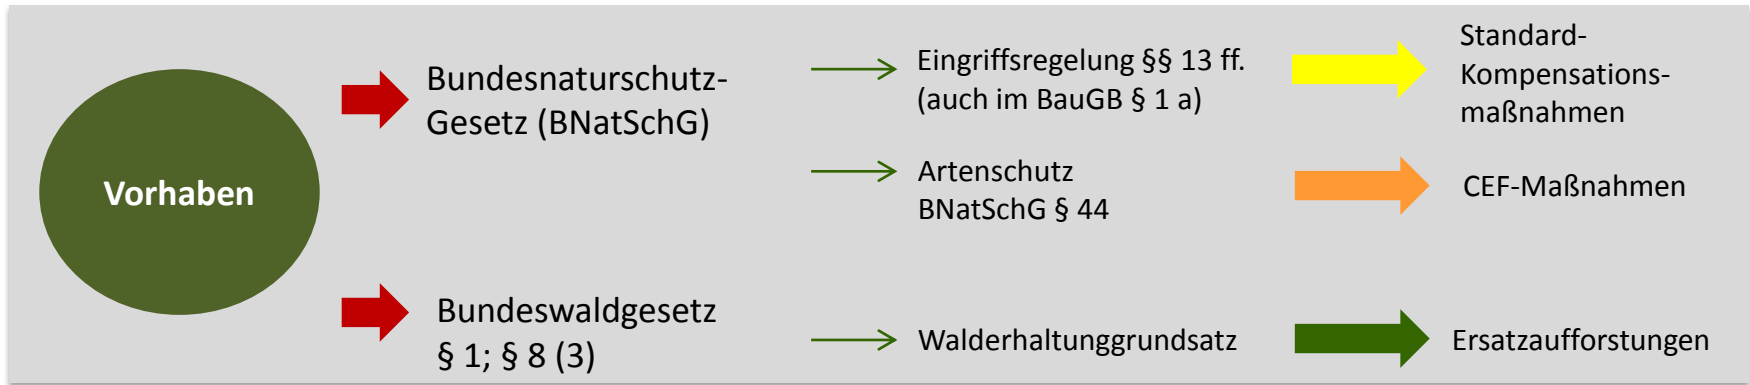 Vorhaben
Bundesnaturschutz-
Gesetz (BNatSchG)
Eingriffsregelung §§ 13 ff.
(auch im BauGB § 1 a)
Standard-
Kompensations-
maßnahmen
Artenschutz
BNatSchG § 44
CEF-Maßnahmen
Bundeswaldgesetz
§ 1; § 8 (3)
Walderhaltunggrundsatz
Ersatzaufforstungen